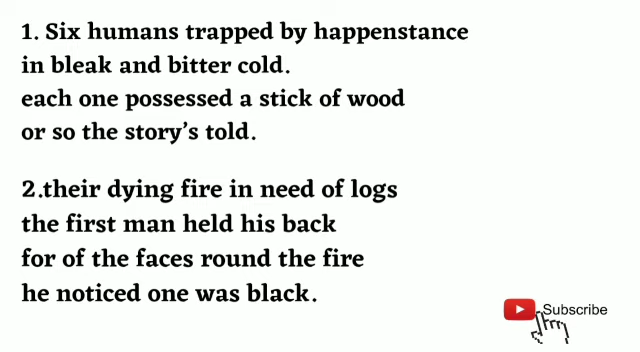 1. Six humans trapped by happenstance
in bleak and bitter cold.
each one possessed a stick of wood
or so the story's told.
2.their dying fire in need of logs
the first man held his back
for of the faces round the fire
he noticed one was black.
Subscribe